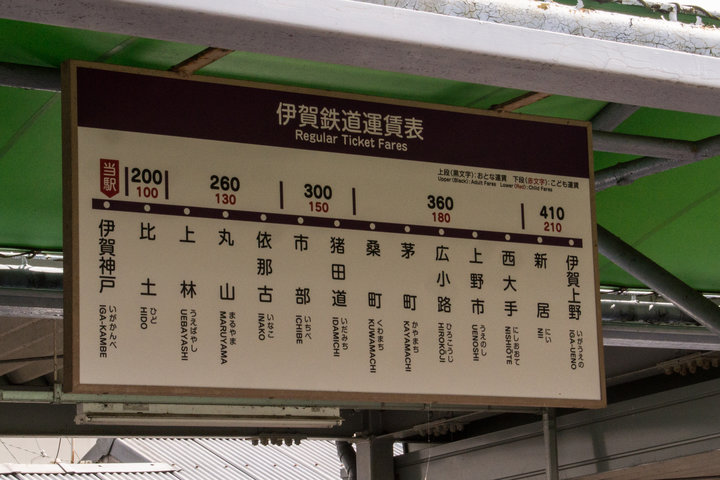 伊賀鉄道運賃表
Regular Ticket Fares
上段(黒文字):おとな運賃 下段(赤文字):こども運賃
Upper (Black):Adult Fares Lower (Red):Child Fares
当駅 200 260 300 360 410
100 130 150 180 210
伊賀神戸 比土 上林 丸山 依那古 市部 猪田道 桑町 茅町 広小路 上野市 西大手 新居 伊賀上野
いがかんべ ひど うえばやし まるやま いなこ いちべ いだみち くわまち かやまち ひろこうじ うえのし にしおおて にい いがうえの
IGA-KAMBE HIDO UEBAYASHI MARUYAMA INAKO ICHIBE IDAMICHI KUWAMACHI KAYAMACHI HIROKŌJI UENOSHI NISHIŌTE NII IGA-UENO